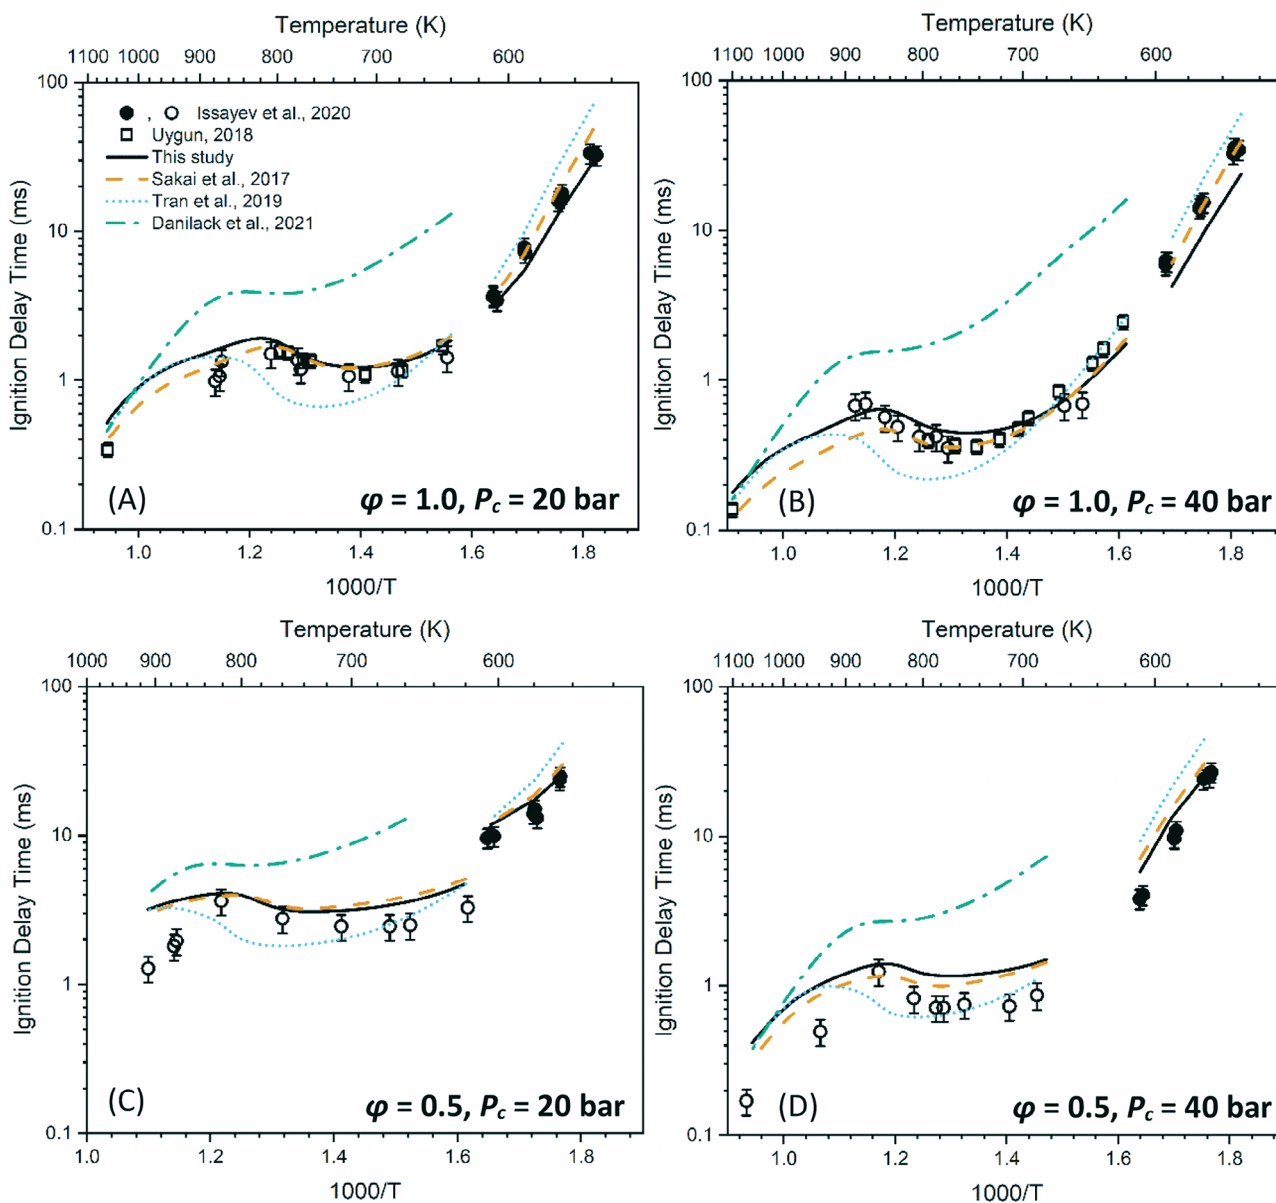 Temperature (K)
1100 1000 900 800 700 600
100
10
1
0.1
Ignition Delay Time (ms)
, Issayev et al., 2020
Uygun, 2018
This study
Sakai et al., 2017
Tran et al., 2019
Danilack et al., 2021
(A)
φ = 1.0, Pc = 20 bar
1.0 1.2 1.4 1.6 1.8
1000/T
Temperature (K)
1100 1000 900 800 700 600
100
10
1
0.1
Ignition Delay Time (ms)
(B)
φ = 1.0, Pc = 40 bar
1.0 1.2 1.4 1.6 1.8
1000/T
Temperature (K)
1000 900 800 700 600
100
10
1
0.1
Ignition Delay Time (ms)
(C)
φ = 0.5, Pc = 20 bar
1.0 1.2 1.4 1.6 1.8
1000/T
Temperature (K)
1100 1000 900 800 700 600
100
10
1
0.1
Ignition Delay Time (ms)
(D)
φ = 0.5, Pc = 40 bar
1.0 1.2 1.4 1.6 1.8
1000/T